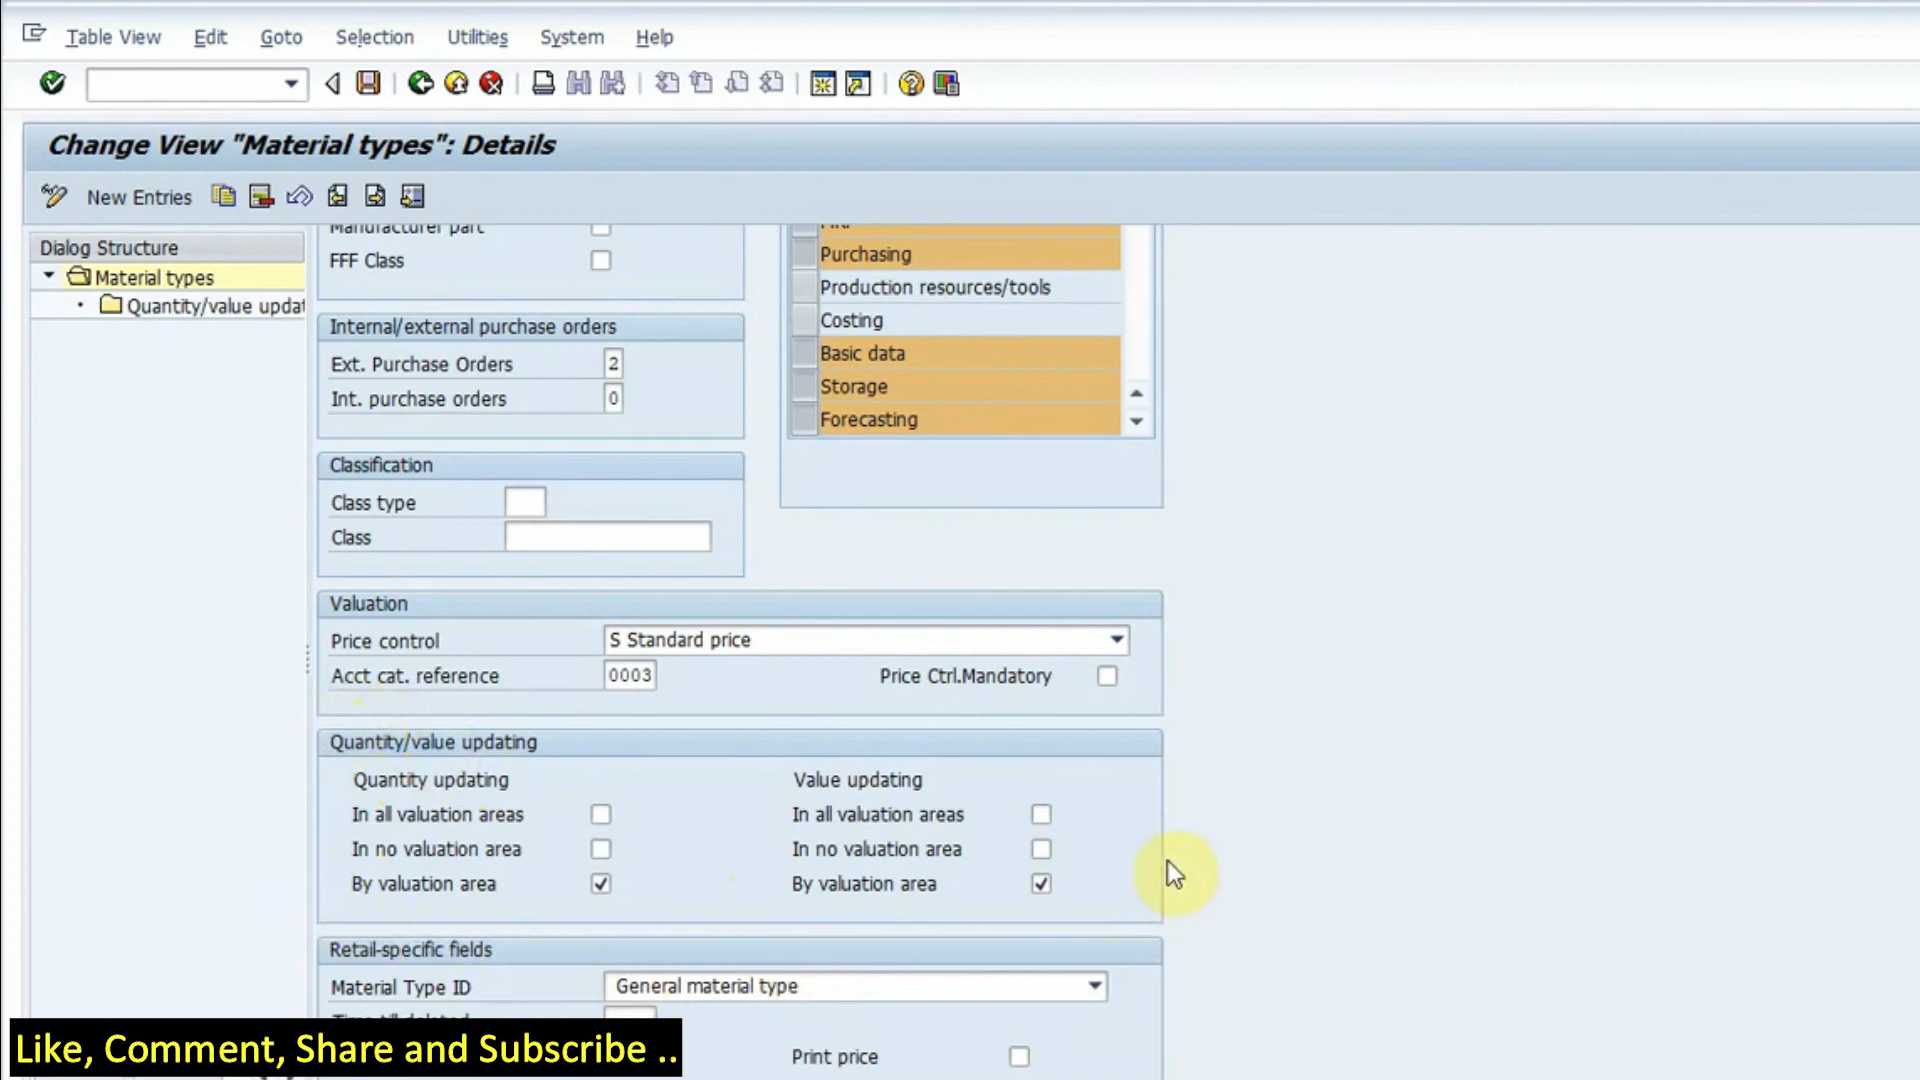 Table View Edit Goto Selection Utilities System Help
Change View "Material types": Details
New Entries
Dialog Structure
Material types
Quantity/value updat
Manufacturer part
FFF Class
Purchasing
Production resources/tools
Costing
Basic data
Storage
Forecasting
Internal/external purchase orders
Ext. Purchase Orders 2
Int. purchase orders 0
Classification
Class type
Class
Valuation
Price control S Standard price
Acct cat. reference 0003 Price Ctrl.Mandatory
Quantity/value updating
Quantity updating Value updating
In all valuation areas In all valuation areas
In no valuation area In no valuation area
By valuation area By valuation area
Retail-specific fields
Material Type ID General material type
Print price
Like, Comment, Share and Subscribe ..